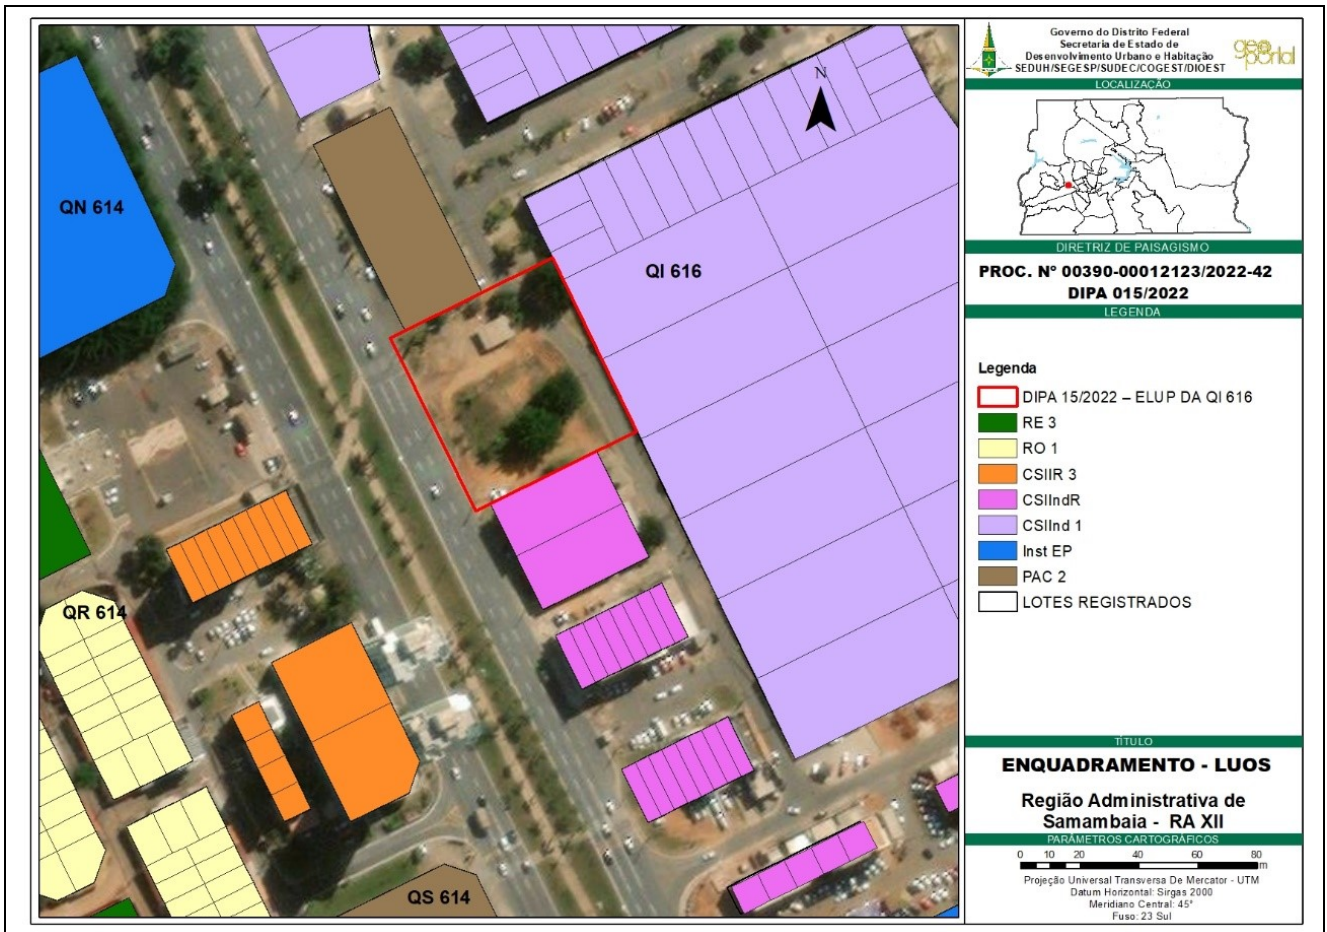 QN 614
N
QI 616
QR 614
QS 614
Governo do Distrito Federal
Secretaria de Estado de
Desenvolvimento Urbano e Habitação
SEDUH/SEGESP/SUDEC/COGEST/DIOEST
geoportal
LOCALIZAÇÃO
DIRETRIZ DE PAISAGISMO
PROC. Nº 00390-00012123/2022-42
DIPA 015/2022
LEGENDA
Legenda
DIPA 15/2022 – ELUP DA QI 616
RE 3
RO 1
CSIIR 3
CSIIndR
CSIInd 1
Inst EP
PAC 2
LOTES REGISTRADOS
TÍTULO
ENQUADRAMENTO - LUOS
Região Administrativa de
Samambaia - RA XII
PARÂMETROS CARTOGRÁFICOS
0 10 20 40 60 80
m
Projeção Universal Transversa De Mercator - UTM
Datum Horizontal: Sirgas 2000
Meridiano Central: 45°
Fuso: 23 Sul